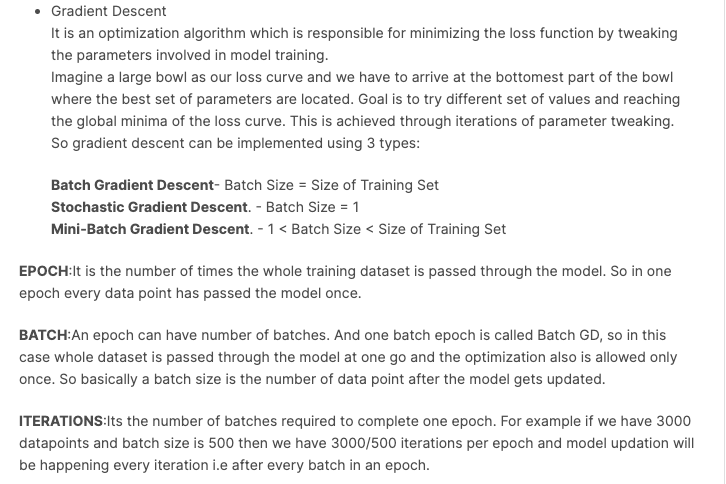 • Gradient Descent
It is an optimization algorithm which is responsible for minimizing the loss function by tweaking
the parameters involved in model training.
Imagine a large bowl as our loss curve and we have to arrive at the bottomest part of the bowl
where the best set of parameters are located. Goal is to try different set of values and reaching
the global minima of the loss curve. This is achieved through iterations of parameter tweaking.
So gradient descent can be implemented using 3 types:
Batch Gradient Descent- Batch Size = Size of Training Set
Stochastic Gradient Descent. - Batch Size = 1
Mini-Batch Gradient Descent. - 1 < Batch Size < Size of Training Set
EPOCH:It is the number of times the whole training dataset is passed through the model. So in one
epoch every data point has passed the model once.
BATCH:An epoch can have number of batches. And one batch epoch is called Batch GD, so in this
case whole dataset is passed through the model at one go and the optimization also is allowed only
once. So basically a batch size is the number of data point after the model gets updated.
ITERATIONS:Its the number of batches required to complete one epoch. For example if we have 3000
datapoints and batch size is 500 then we have 3000/500 iterations per epoch and model updation will
be happening every iteration i.e after every batch in an epoch.